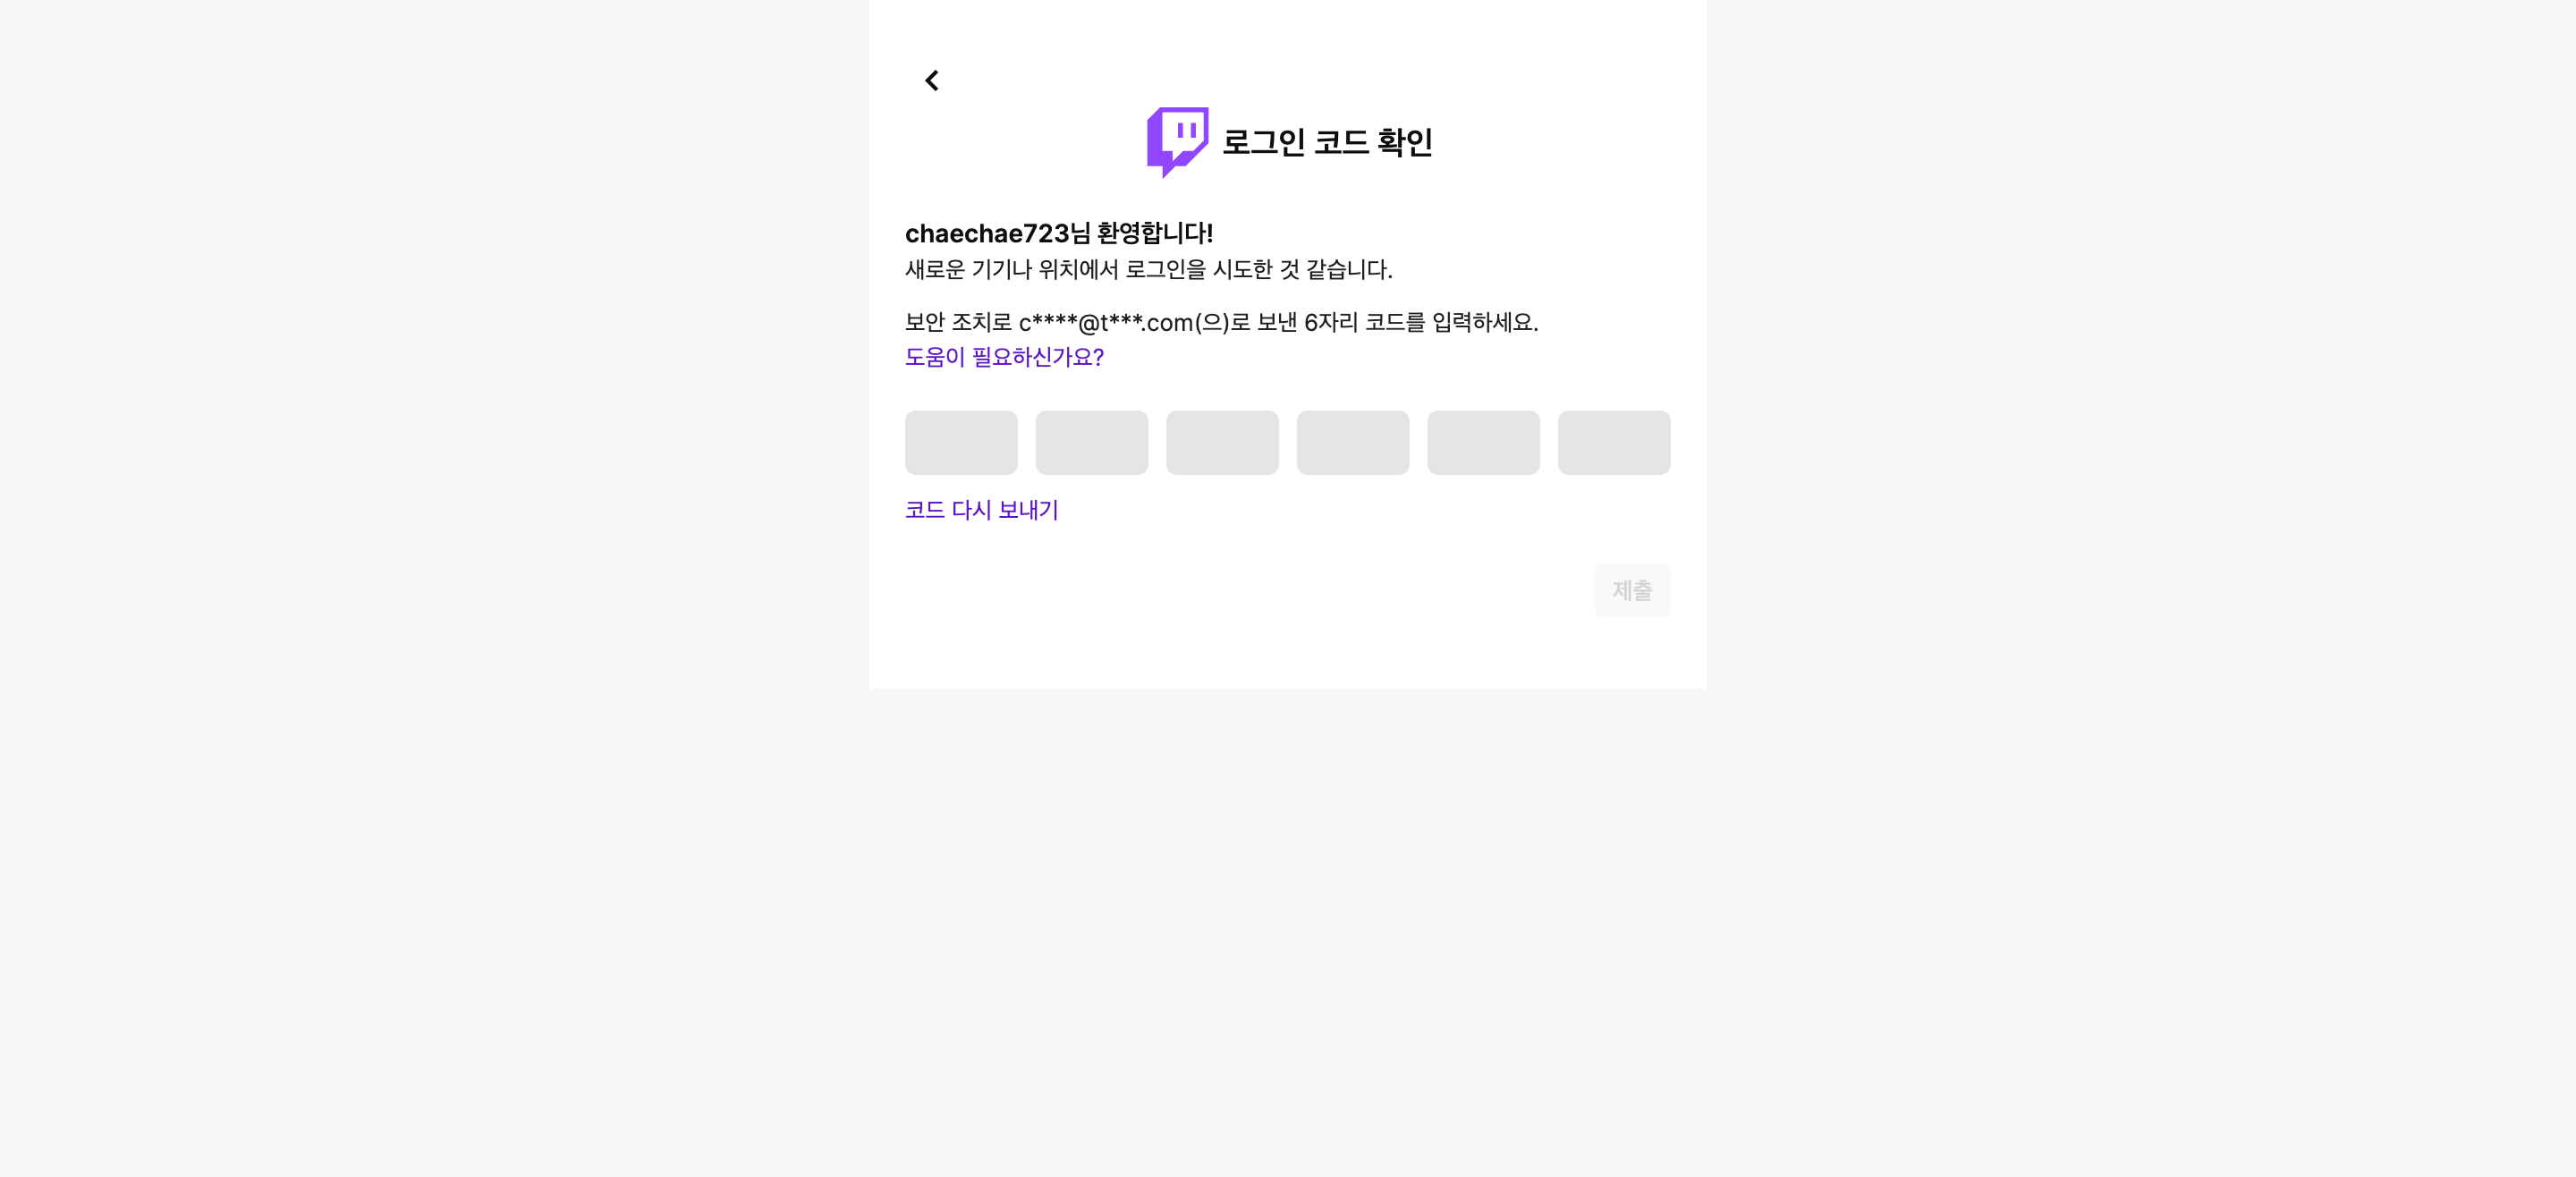 로그인 코드 확인
chaechae723님 환영합니다!
새로운 기기나 위치에서 로그인을 시도한 것 같습니다.
보안 조치로 c****@t***.com(으)로 보낸 6자리 코드를 입력하세요.
도움이 필요하신가요?
코드 다시 보내기
제출